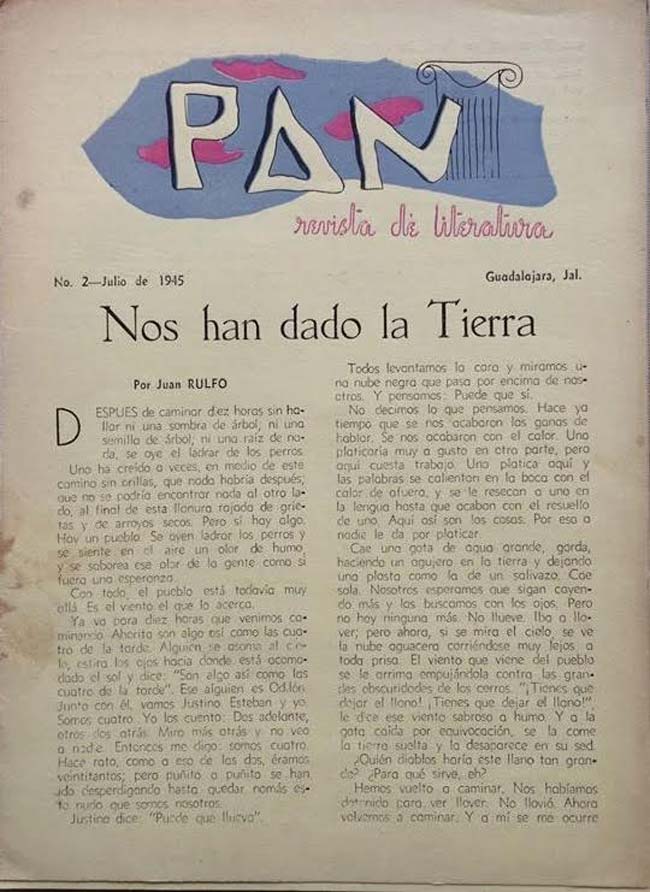 PAN
revista de literatura
No. 2—Julio de 1945
Guadalajara, Jal.
Nos han dado la Tierra
Por Juan RULFO
DESPUES de caminar diez horas sin ha-
llar ni una sombra de árbol, ni una
semilla de árbol, ni una raíz de na-
da, se oye el ladrar de los perros.
Uno ha creído a veces, en medio de este
camino sin orillas, que nada habría después;
que no se podría encontrar nada al otro la-
do, al final de esta llanura rajada de grie-
tas y de arroyos secos. Pero sí hay algo.
Hay un pueblo. Se oyen ladrar los perros y
se siente en el aire un olor de humo,
y se saborea ese olor de la gente como si
fuera una esperanza.
Con todo, el pueblo está todavía muy
allá. Es el viento el que lo acerca.
Ya va para diez horas que venimos ca-
minando. Ahorita son algo así como las cua-
tro de la tarde. Alguien se asoma al cie-
lo, estira los ojos hacia donde está acomo-
dado el sol y dice: "Son algo así como las
cuatro de la tarde". Ese alguien es Odilón.
Junto con él, vamos Justino Esteban y yo.
Somos cuatro. Yo los cuento: Dos adelante,
otros dos atrás. Miro más atrás y no veo
a nadie. Entonces me digo: somos cuatro.
Hace rato, como a eso de las dos, éramos
veintitantos; pero puñito a puñito se han
ido desperdigando hasta quedar nomás es-
te nudo que somos nosotros.
Justino dice: "Puede que llueva".
Todos levantamos la cara y miramos u-
na nube negra que pasa por encima de nos-
otros. Y pensamos: Puede que sí.
No decimos lo que pensamos. Hace ya
tiempo que se nos acabaron las ganas de
hablar. Se nos acabaron con el calor. Uno
platicaría muy a gusto en otra parte, pero
aquí cuesta trabajo. Uno platica aquí y
las palabras se calientan en la boca con el
calor de afuera, y se le resecan a uno en
la lengua hasta que acaban con el resuello
de uno. Aquí así son las cosas. Por eso a
nadie le da por platicar.
Cae una gota de agua grande, gorda,
haciendo un agujero en la tierra y dejando
una plasta como la de un salivazo. Cae
sola. Nosotros esperamos que sigan cayen-
do más y las buscamos con los ojos. Pero
no hay ninguna más. No llueve. Iba a llo-
ver; pero ahora, si se mira el cielo, se ve
la nube aguacera corriéndose muy lejos a
toda prisa. El viento que viene del pueblo
se le arrima empujándola contra las gran-
des obscuridades de los cerros. "¡Tienes que
dejar el llano! ¡Tienes que dejar el llano!",
le dice ese viento sabroso a humo. Y a la
gota caída por equivocación, se la come
la tierra suelta y la desaparece en su sed.
¿Quién diablos haría este llano tan gran-
de? ¿Para qué sirve, eh?
Hemos vuelto a caminar. Nos habíamos
detenido para ver llover. No llovió. Ahora
volvemos a caminar. Y a mí se me ocurre